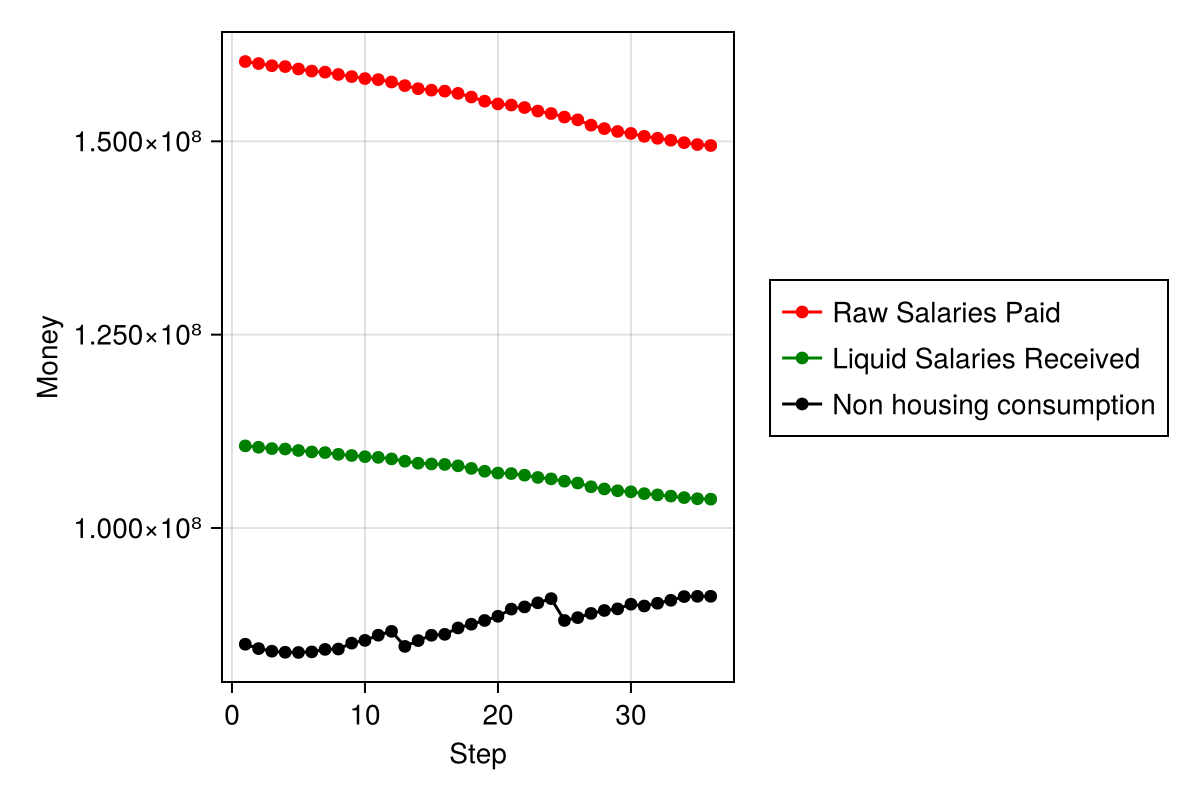 1.500×10⁸
1.250×10⁸
1.000×10⁸
Money
0 10 20 30
Step
Raw Salaries Paid
Liquid Salaries Received
Non housing consumption